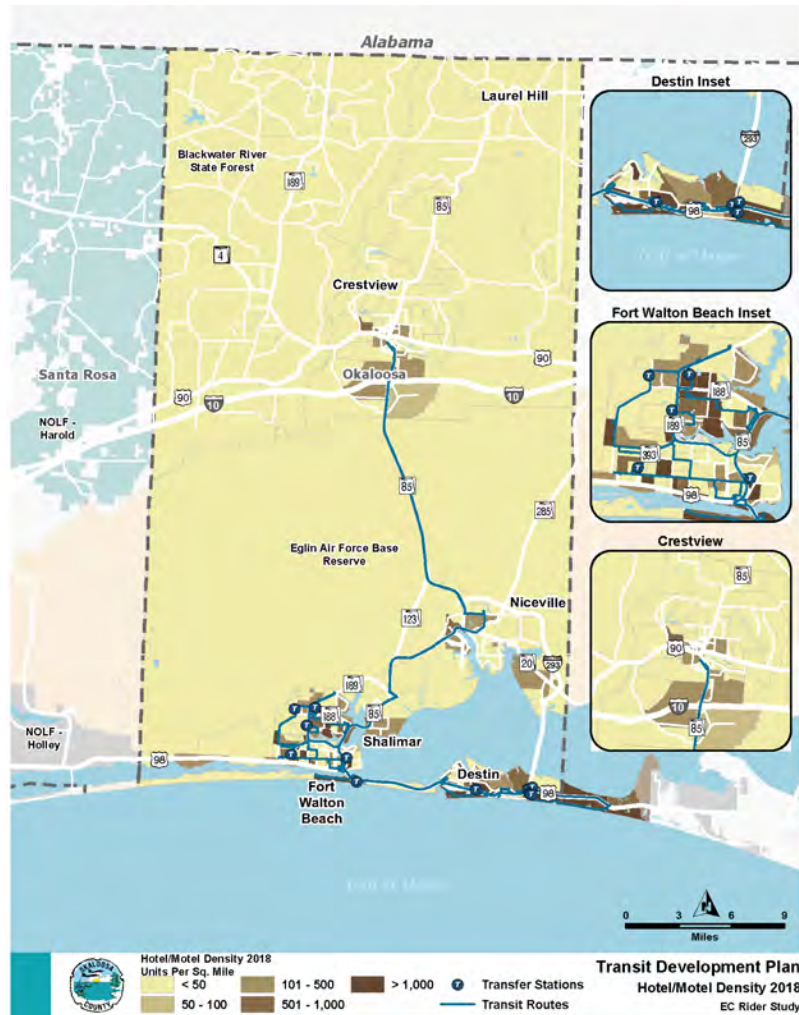 Alabama
Laurel Hill
Blackwater River
State Forest
189
85
4
Crestview
90
Santa Rosa
Okaloosa
90
10
10
NOLF -
Harold
85
285
Eglin Air Force Base
Reserve
Niceville
123
20
293
189
188
85
NOLF -
Holley
Shalimar
98
Destin
98
Fort
Walton
Beach
Destin Inset
293
98
Fort Walton Beach Inset
188
189
85
393
98
Crestview
85
90
10
85
0 3 6 9
Miles
OKALOOSA
COUNTY
Hotel/Motel Density 2018
Units Per Sq. Mile
< 50
50 - 100
101 - 500
501 - 1,000
> 1,000
T Transfer Stations
Transit Routes
Transit Development Plan
Hotel/Motel Density 2018
EC Rider Study